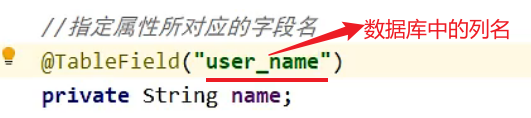 //指定属性所对应的字段名
数据库中的列名
@TableField("user_name")
private String name;